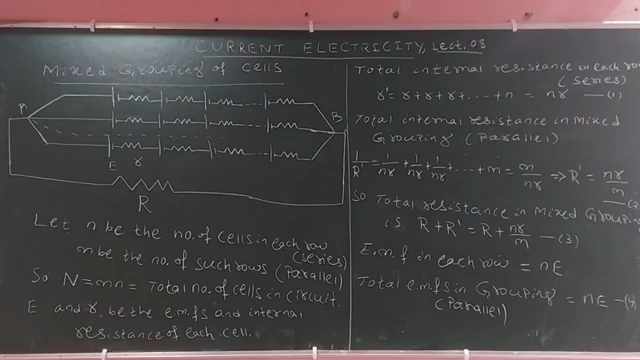 CURRENT ELECTRICITY, Lect. 08
Mixed Grouping of Cells
A
B
E
r
R
Let n be the no. of cells in each row
(series)
m be the no. of such rows (Parallel)
So N = mn = Total no. of cells in circuit.
E and r be the e.m.fs and internal
resistance of each cell.
Total internal resistance in each row
(series)
r' = r + r + r + ..... + n = nr —(1)
Total internal resistance in Mixed
Grouping (Parallel)
1/R' = 1/nr + 1/nr + 1/nr + ..... + m = m/nr ⇒ R' = nr/m —(2)
So Total resistance in Mixed Grouping
is R + R' = R + nr/m —(3)
E.m.f in each row = nE
Total e.m.fs in Grouping = nE —(4)
(Parallel)